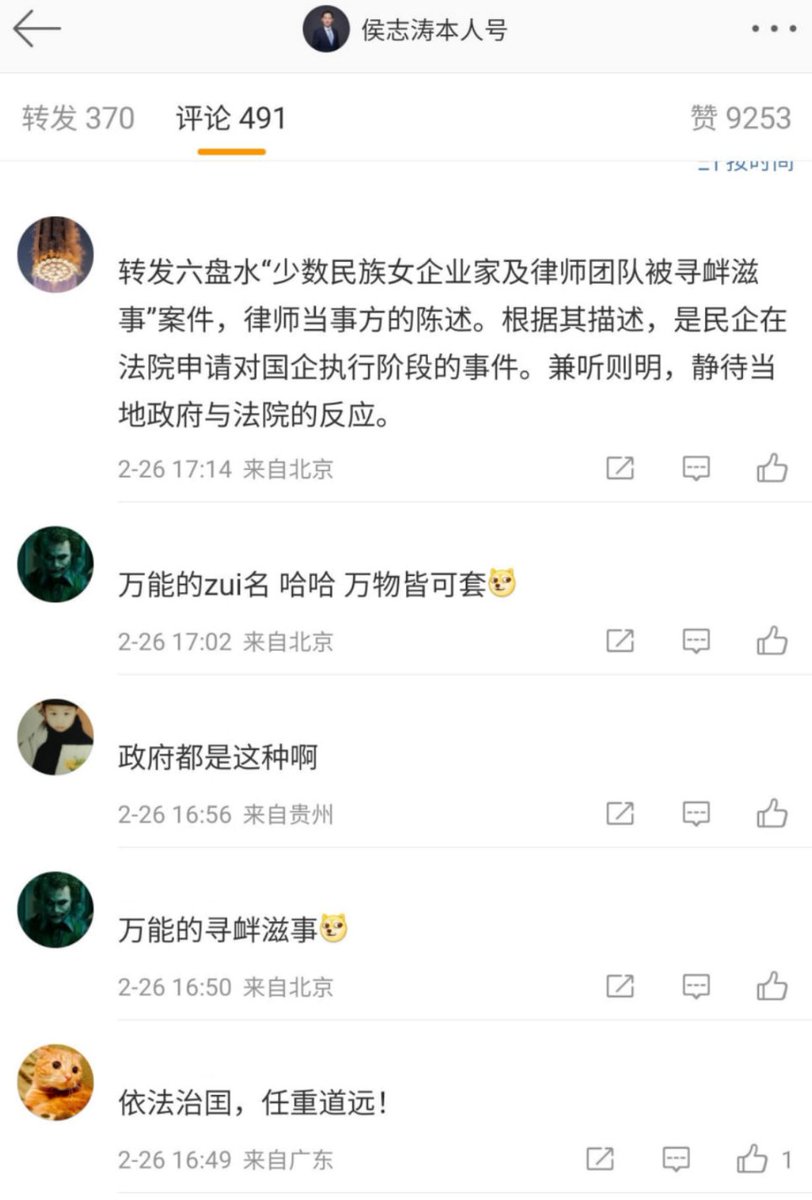 侯志涛本人号
转发 370
评论 491
赞 9253
按时间
转发六盘水“少数民族女企业家及律师团队被寻衅滋
事”案件，律师当事方的陈述。根据其描述，是民企在
法院申请对国企执行阶段的事件。兼听则明，静待当
地政府与法院的反应。
2-26 17:14 来自北京
万能的zui名 哈哈 万物皆可套
2-26 17:02 来自北京
政府都是这种啊
2-26 16:56 来自贵州
万能的寻衅滋事
2-26 16:50 来自北京
依法治囯，任重道远！
2-26 16:49 来自广东
1